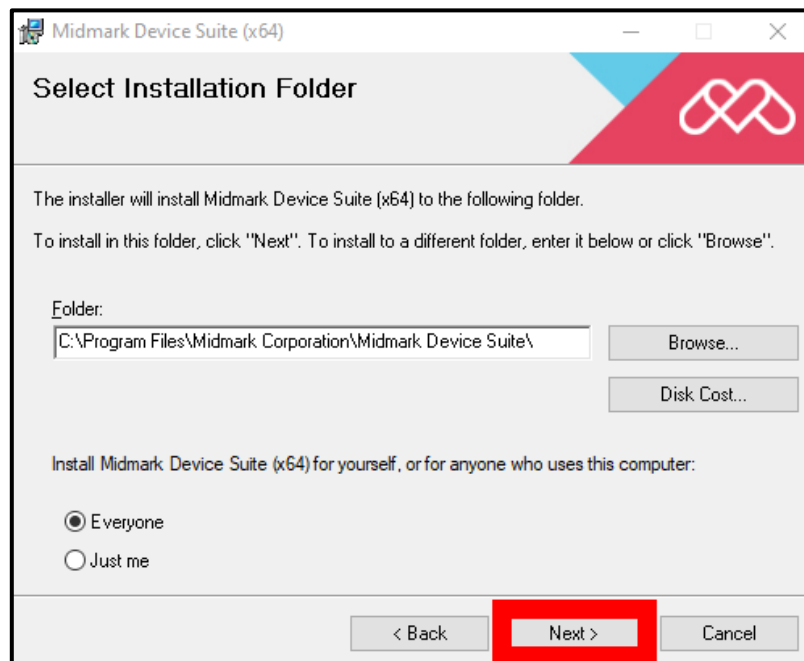 Midmark Device Suite (x64)
Select Installation Folder
The installer will install Midmark Device Suite (x64) to the following folder.
To install in this folder, click "Next". To install to a different folder, enter it below or click "Browse".
Folder:
C:\Program Files\Midmark Corporation\Midmark Device Suite\
Browse...
Disk Cost...
Install Midmark Device Suite (x64) for yourself, or for anyone who uses this computer:
Everyone
Just me
< Back
Next >
Cancel